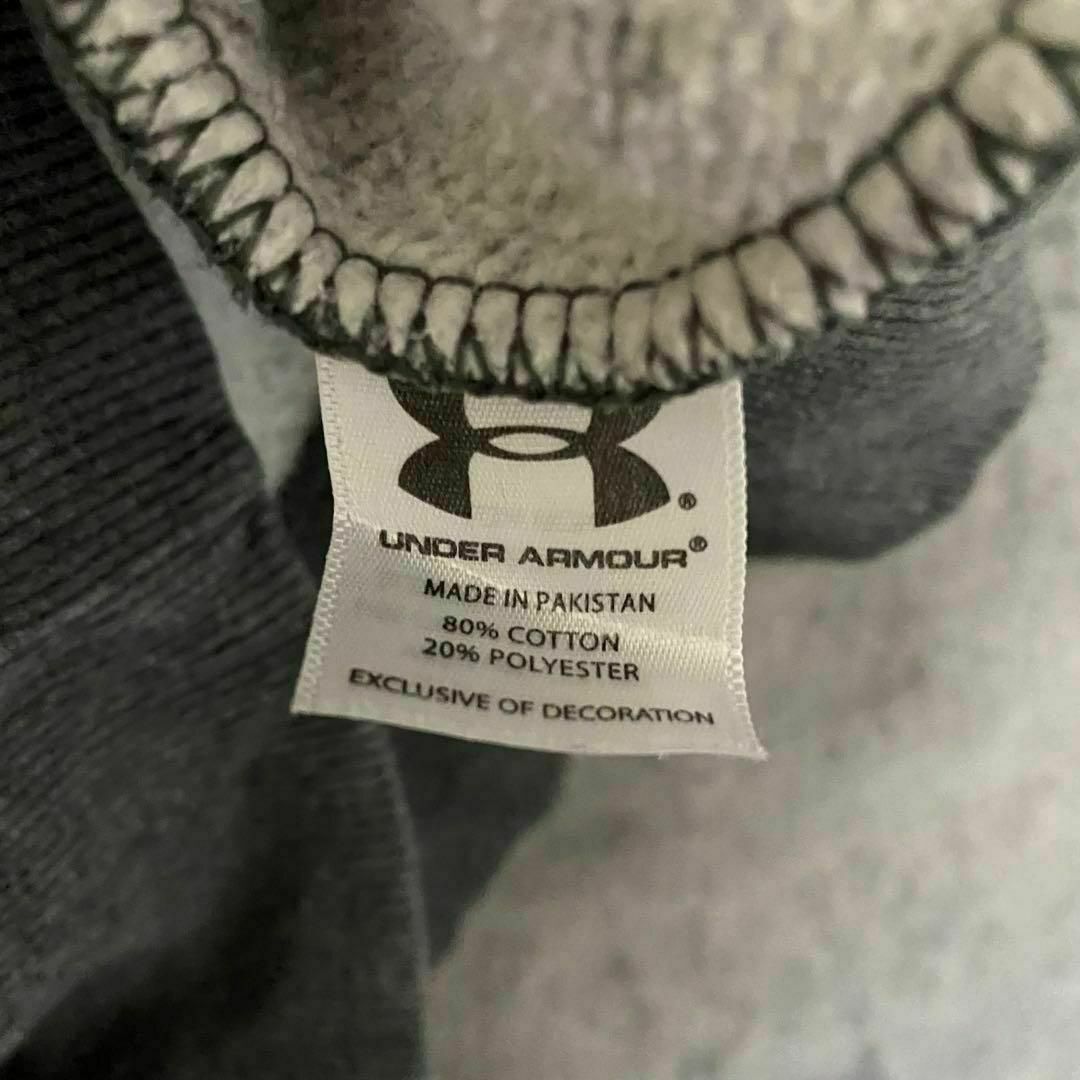 ®
UNDER ARMOUR®
MADE IN PAKISTAN
80% COTTON
20% POLYESTER
EXCLUSIVE OF DECORATION